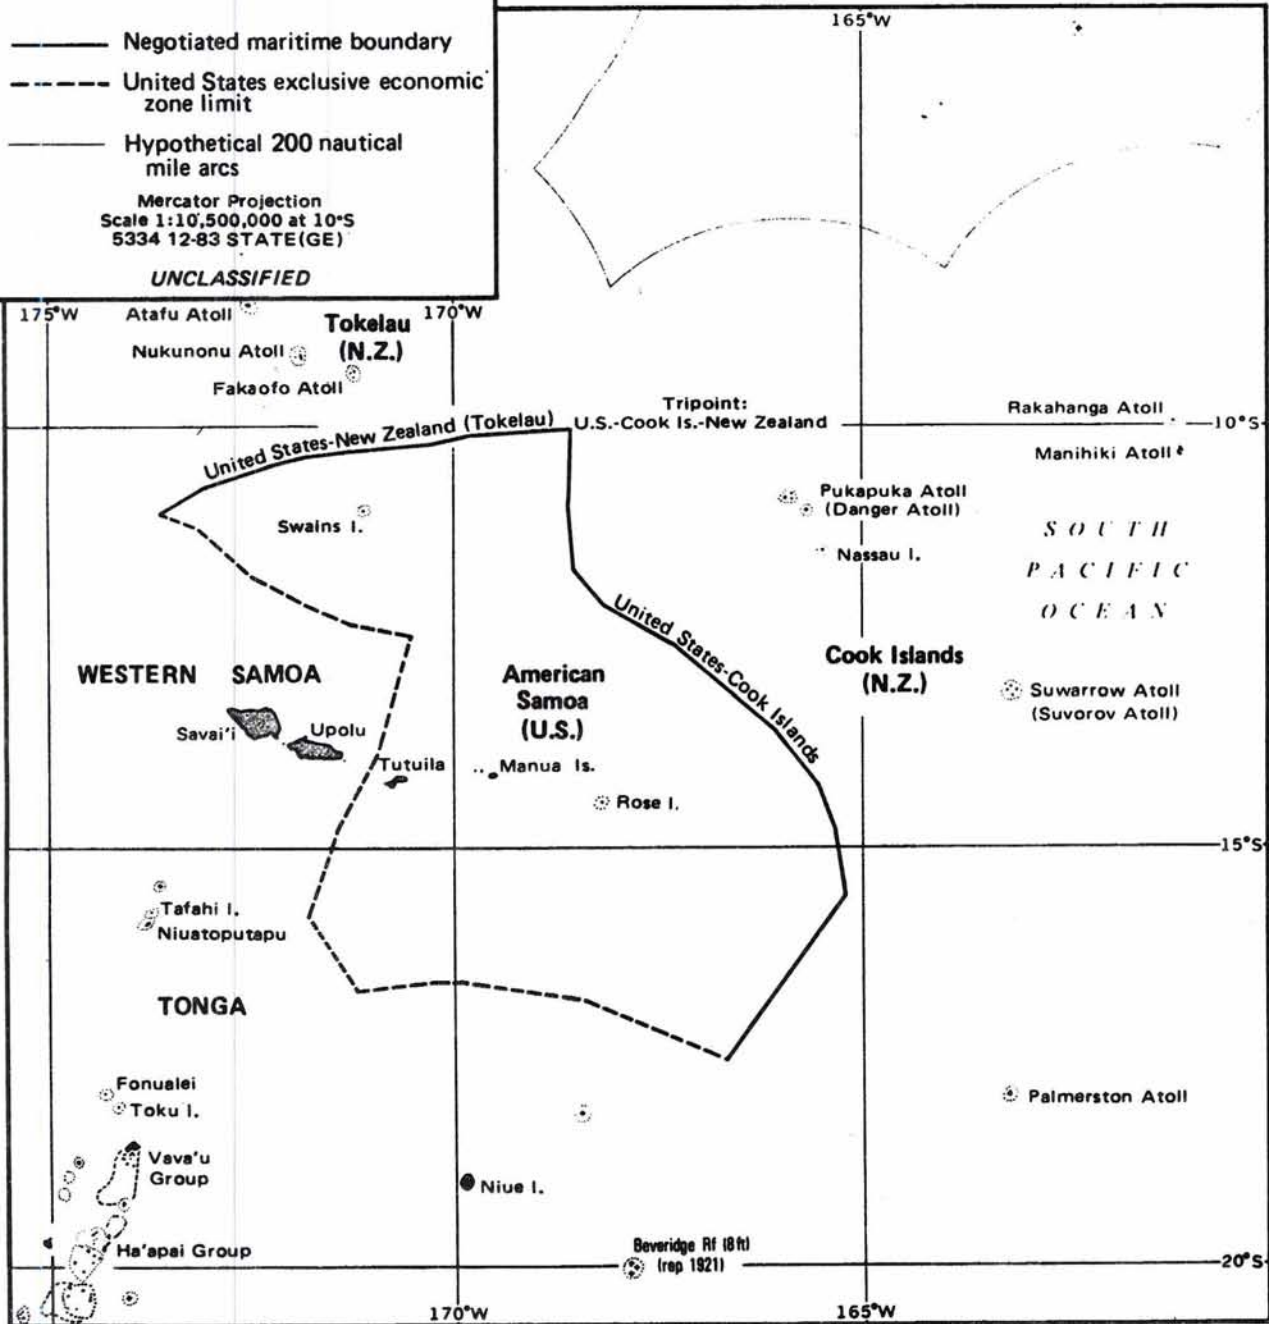 Negotiated maritime boundary
United States exclusive economic
zone limit
Hypothetical 200 nautical
mile arcs
Mercator Projection
Scale 1:10,500,000 at 10°S
5334 12-83 STATE(GE)
UNCLASSIFIED
165°W
175°W
170°W
Atafu Atoll
Tokelau
(N.Z.)
Nukunonu Atoll
Fakaofo Atoll
Tripoint:
U.S.-Cook Is.-New Zealand
Rakahanga Atoll
10°S
United States-New Zealand (Tokelau)
Manihiki Atoll
Swains I.
Pukapuka Atoll
(Danger Atoll)
Nassau I.
SOUTH
PACIFIC
OCEAN
United States-Cook Islands
WESTERN SAMOA
American
Samoa
(U.S.)
Cook Islands
(N.Z.)
Suwarrow Atoll
(Suvorov Atoll)
Savai'i
Upolu
Tutuila
Manua Is.
Rose I.
15°S
Tafahi I.
Niuatoputapu
TONGA
Fonualei
Toku I.
Palmerston Atoll
Vava'u
Group
Niue I.
Ha'apai Group
Beveridge Rf (8ft)
(rep 1921)
20°S
170°W
165°W